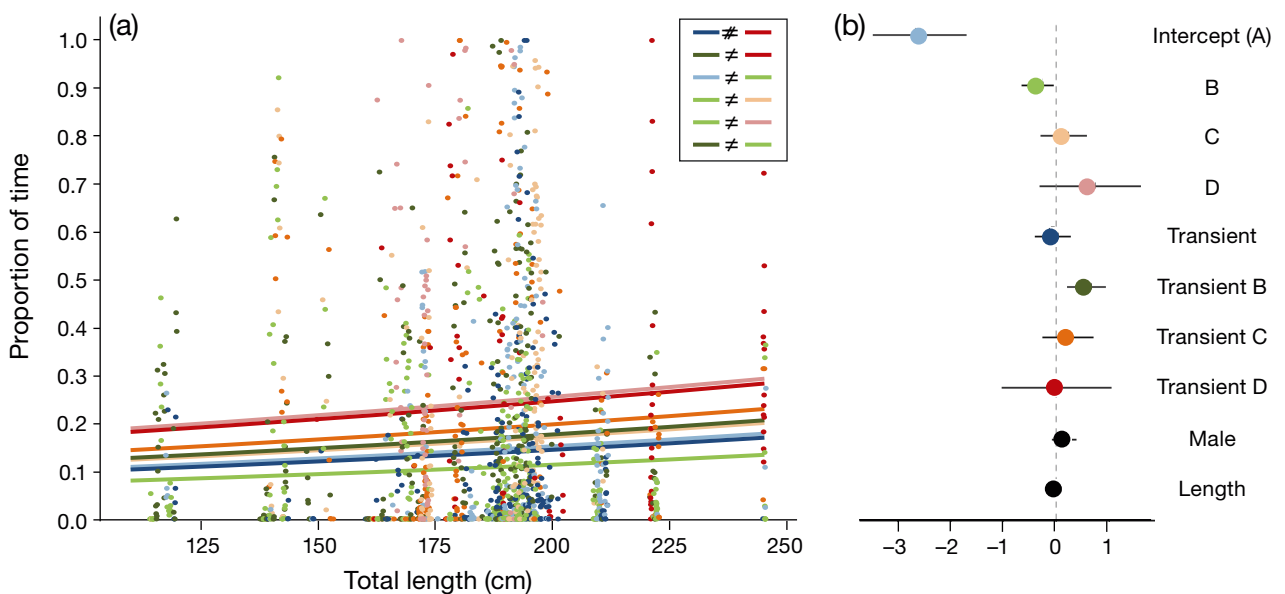 (a)
1.0
0.9
0.8
0.7
0.6
0.5
0.4
0.3
0.2
0.1
0.0
Proportion of time
125
150
175
200
225
250
Total length (cm)
≠
≠
≠
≠
≠
≠
(b)
Intercept (A)
B
C
D
Transient
Transient B
Transient C
Transient D
Male
Length
−3
−2
−1
0
1